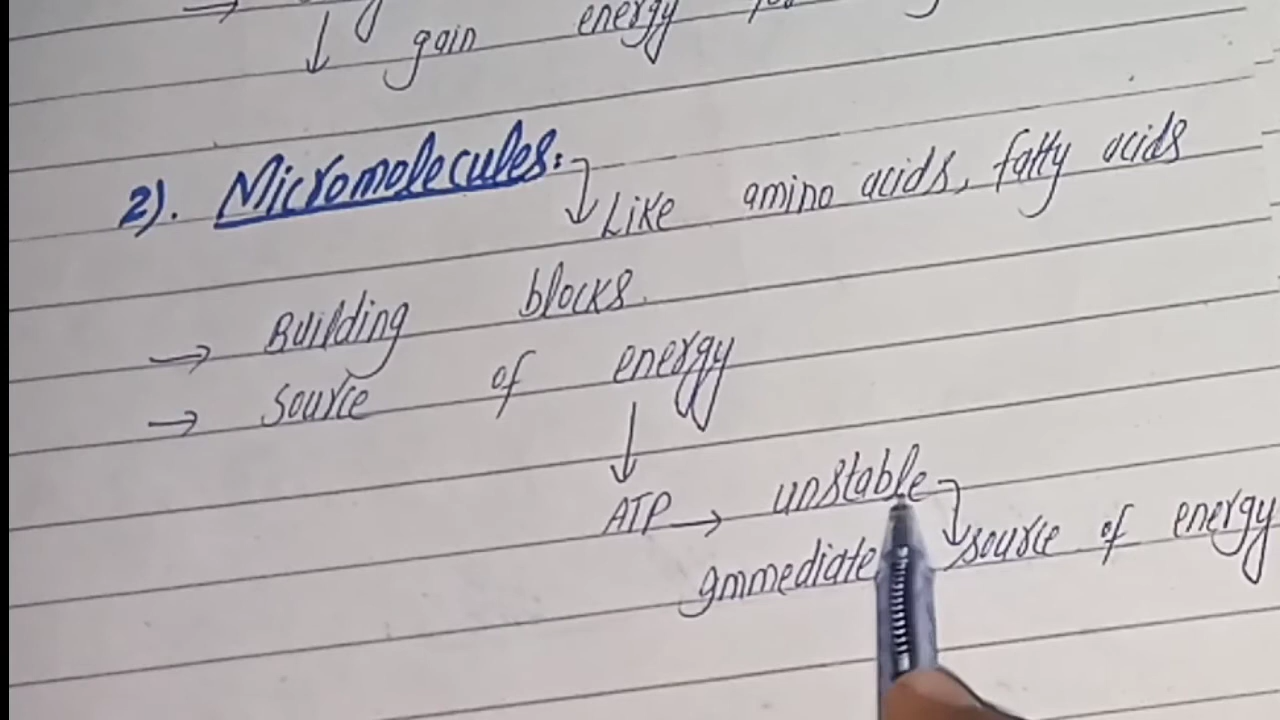 →
↓ gain energy
2). Micromolecules:
↓ Like amino acids, fatty acids
→ Building blocks.
→ Source of energy
↓
ATP → unstable
Immediate source of energy